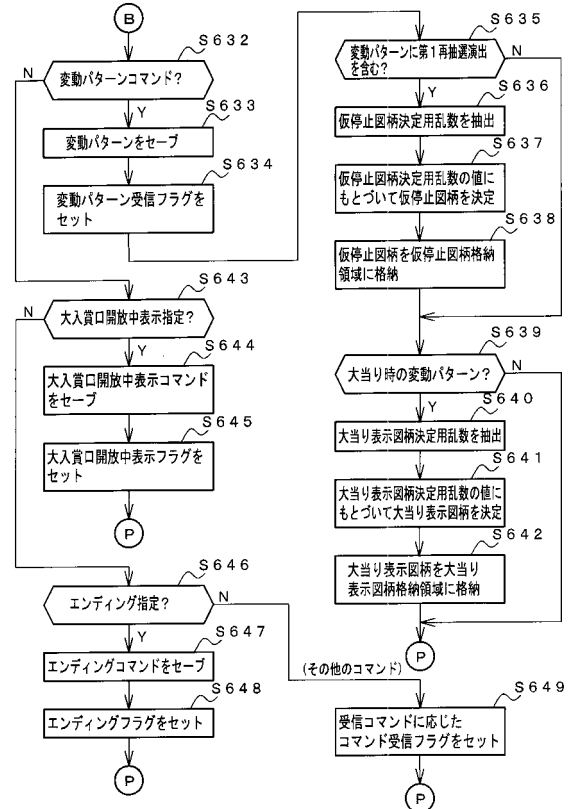 B
S632
変動パターンコマンド?
N
Y
S633
変動パターンをセーブ
S634
変動パターン受信フラグを
セット
S643
大入賞口開放中表示指定?
N
Y
S644
大入賞口開放中表示コマンド
をセーブ
S645
大入賞口開放中表示フラグを
セット
P
S646
エンディング指定?
N
Y
S647
エンディングコマンドをセーブ
S648
エンディングフラグをセット
P
S635
変動パターンに第1再抽選演出
を含む?
N
Y
S636
仮停止図柄決定用乱数を抽出
S637
仮停止図柄決定用乱数の値に
もとづいて仮停止図柄を決定
S638
仮停止図柄を仮停止図柄格納
領域に格納
S639
大当り時の変動パターン?
N
Y
S640
大当り表示図柄決定用乱数を抽出
S641
大当り表示図柄決定用乱数の値に
もとづいて大当り表示図柄を決定
S642
大当り表示図柄を大当り
表示図柄格納領域に格納
P
(その他のコマンド)
S649
受信コマンドに応じた
コマンド受信フラグをセット
P